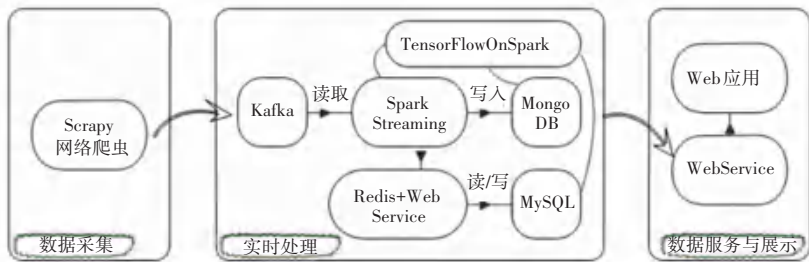 Scrapy
网络爬虫
数据采集
TensorFlowOnSpark
Kafka
读取
Spark
Streaming
写入
Mongo
DB
Redis+Web
Service
读/写
MySQL
实时处理
Web应用
WebService
数据服务与展示